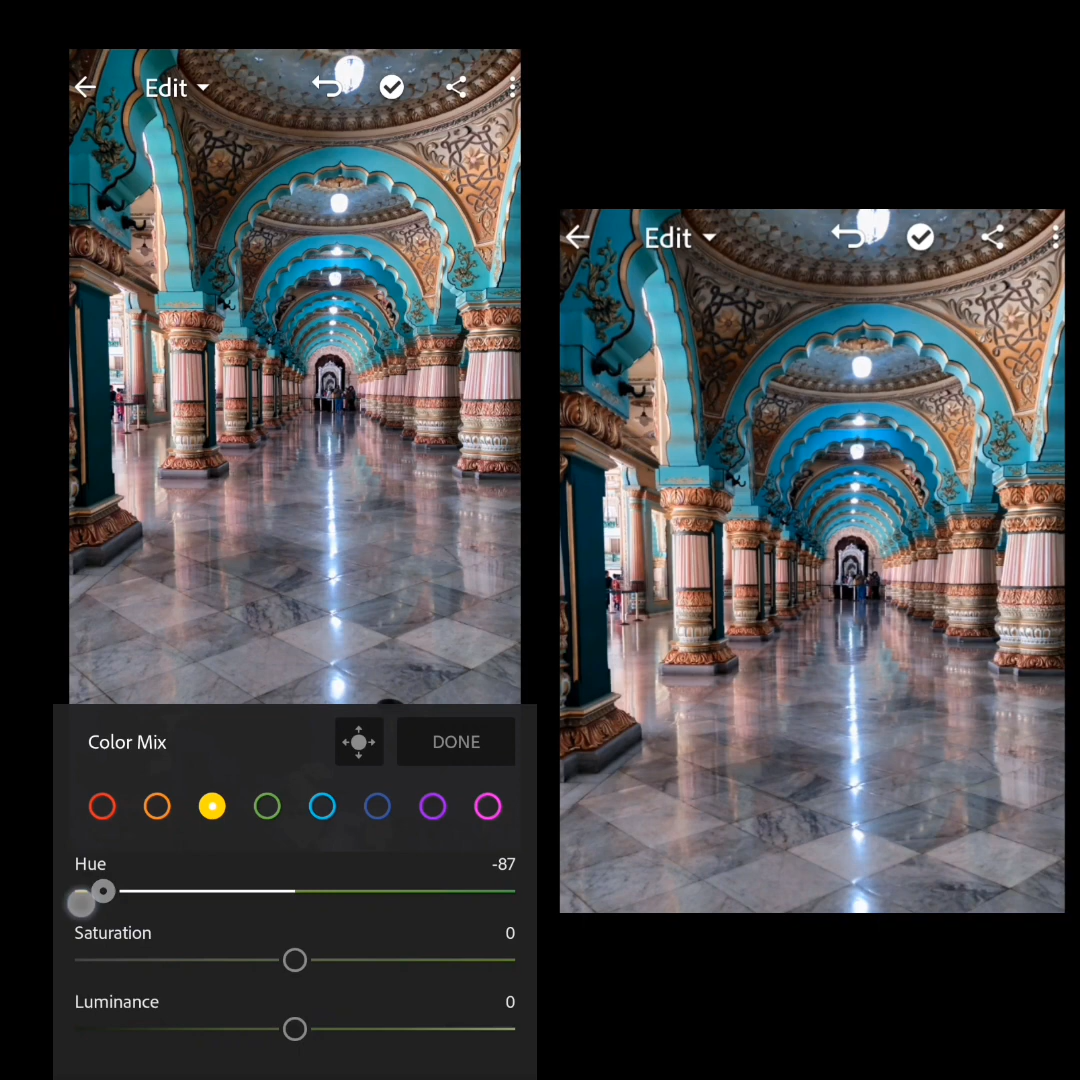 Edit
Edit
Color Mix
DONE
Hue -87
Saturation 0
Luminance 0